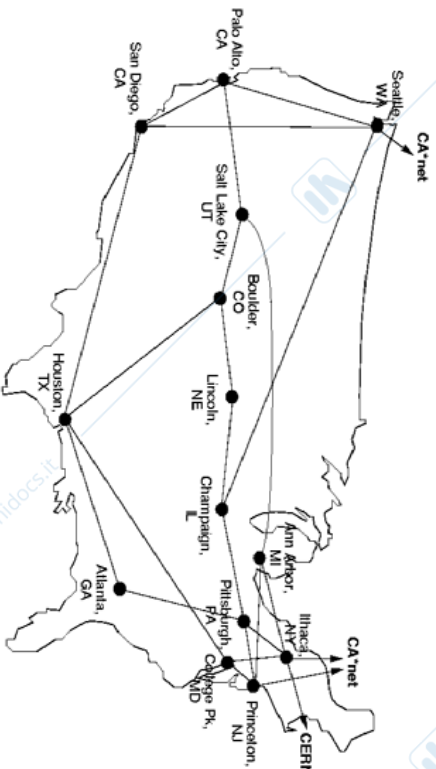 Seattle,
WA
CA*net
Palo Alto,
CA
San Diego,
CA
Salt Lake City,
UT
Boulder,
CO
Lincoln,
NE
Champaign,
IL
Houston,
TX
Ann Arbor,
MI
Pittsburgh
PA
Atlanta,
GA
Ithaca,
NY
CA*net
College Pk,
MD
Princeton,
NJ
CERN